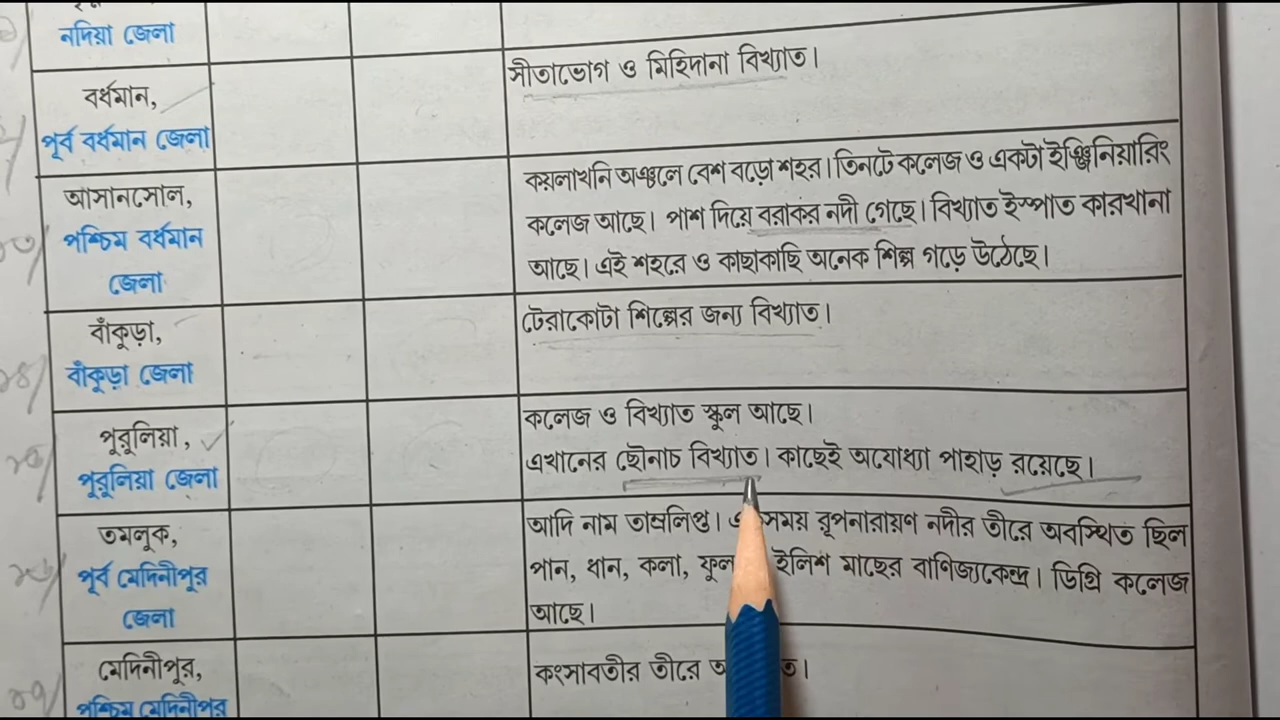 নদিয়া জেলা
বর্ধমান,
পূর্ব বর্ধমান জেলা
সীতাভোগ ও মিহিদানা বিখ্যাত।
আসানসোল,
পশ্চিম বর্ধমান
জেলা
কয়লাখনি অঞ্চলে বেশ বড়ো শহর। তিনটে কলেজ ও একটা ইঞ্জিনিয়ারিং
কলেজ আছে। পাশ দিয়ে বরাকর নদী গেছে। বিখ্যাত ইস্পাত কারখানা
আছে। এই শহরে ও কাছাকাছি অনেক শিল্প গড়ে উঠেছে।
বাঁকুড়া,
বাঁকুড়া জেলা
টেরাকোটা শিল্পের জন্য বিখ্যাত।
পুরুলিয়া,
পুরুলিয়া জেলা
কলেজ ও বিখ্যাত স্কুল আছে।
এখানের ছৌনাচ বিখ্যাত। কাছেই অযোধ্যা পাহাড় রয়েছে।
তমলুক,
পূর্ব মেদিনীপুর
জেলা
আদি নাম তাম্রলিপ্ত। সময় রূপনারায়ণ নদীর তীরে অবস্থিত ছিল
পান, ধান, কলা, ফুল ইলিশ মাছের বাণিজ্যকেন্দ্র। ডিগ্রি কলেজ
আছে।
মেদিনীপুর,
পশ্চিম মেদিনীপুর
কংসাবতীর তীরে